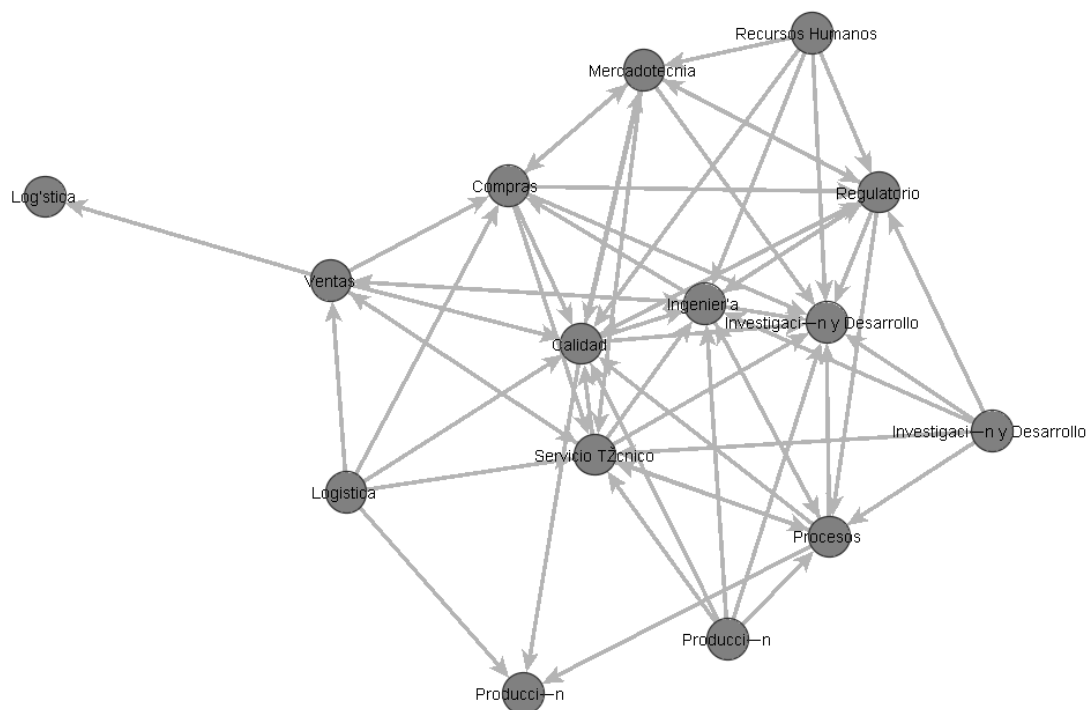 Recursos Humanos
Mercadotecnia
Compras
Regulatorio
Log'stica
Ventas
Ingenier'a
Investigaci—n y Desarrollo
Calidad
Investigaci—n y Desarrollo
Servicio TŽcnico
Logistica
Procesos
Producci—n
Producci—n